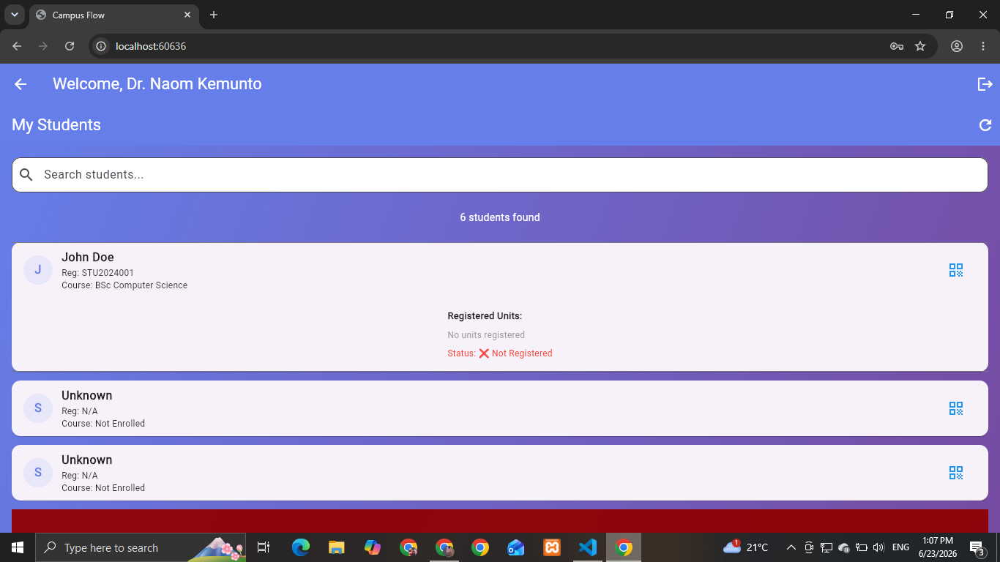 Campus Flow
localhost:60636
Welcome, Dr. Naom Kemunto
My Students
Search students...
6 students found
J
John Doe
Reg: STU2024001
Course: BSc Computer Science
Registered Units:
No units registered
Status: ❌ Not Registered
S
Unknown
Reg: N/A
Course: Not Enrolled
S
Unknown
Reg: N/A
Course: Not Enrolled
Type here to search
1
21°C
ENG
1:07 PM
6/23/2026
3